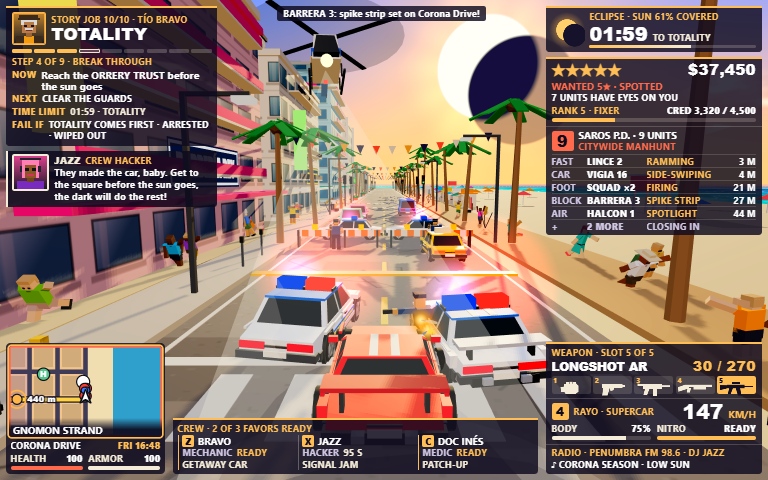 STORY JOB 10/10 · TÍO BRAVO
TOTALITY
STEP 4 OF 9 · BREAK THROUGH
NOW Reach the ORRERY TRUST before the sun goes
NEXT CLEAR THE GUARDS
TIME LIMIT 01:59 · TOTALITY
FAIL IF TOTALITY COMES FIRST · ARRESTED · WIPED OUT
JAZZ CREW HACKER
They made the car, baby. Get to
the square before the sun goes,
the dark will do the rest!
BARRERA 3: spike strip set on Corona Drive!
ECLIPSE · SUN 61% COVERED
01:59 TO TOTALITY
$37,450
WANTED 5★ · SPOTTED
7 UNITS HAVE EYES ON YOU
RANK 5 · FIXER CRED 3,320 / 4,500
9 SAROS P.D. · 9 UNITS
CITYWIDE MANHUNT
FAST LINCE 2 RAMMING 3 M
CAR VIGIA 16 SIDE-SWIPING 4 M
FOOT SQUAD x2 FIRING 21 M
BLOCK BARRERA 3 SPIKE STRIP 27 M
AIR HALCON 1 SPOTLIGHT 44 M
+ 2 MORE CLOSING IN
H
440 m
GNOMON STRAND
CORONA DRIVE FRI 16:48
HEALTH 100 ARMOR 100
CREW · 2 OF 3 FAVORS READY
Z BRAVO
MECHANIC READY
GETAWAY CAR
X JAZZ
HACKER 95 S
SIGNAL JAM
C DOC INÉS
MEDIC READY
PATCH-UP
WEAPON · SLOT 5 OF 5
LONGSHOT AR 30 / 270
1 2 3 4 5
4 RAYO · SUPERCAR 147 KM/H
BODY 75% NITRO READY
RADIO · PENUMBRA FM 98.6 · DJ JAZZ
♪ CORONA SEASON · LOW SUN